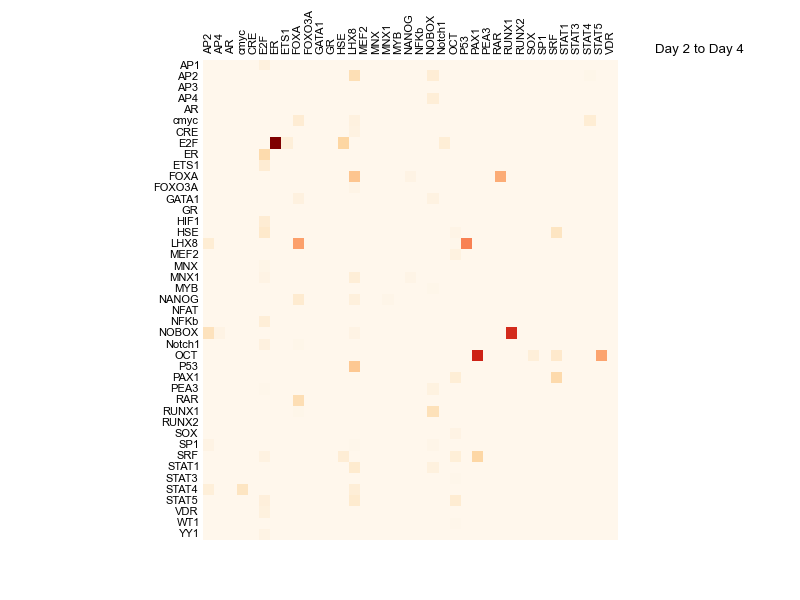 AP2 AP4 AR cmyc CRE E2F ER ETS1 FOXA FOXO3A GATA1 GR HSE LHX8 MEF2 MNX MNX1 MYB NANOG NFKb NOBOX Notch1 OCT P53 PAX1 PEA3 RAR RUNX1 RUNX2 SOX SP1 SRF STAT1 STAT3 STAT4 STAT5 VDR
Day 2 to Day 4
AP1
AP2
AP3
AP4
AR
cmyc
CRE
E2F
ER
ETS1
FOXA
FOXO3A
GATA1
GR
HIF1
HSE
LHX8
MEF2
MNX
MNX1
MYB
NANOG
NFAT
NFKb
NOBOX
Notch1
OCT
P53
PAX1
PEA3
RAR
RUNX1
RUNX2
SOX
SP1
SRF
STAT1
STAT3
STAT4
STAT5
VDR
WT1
YY1